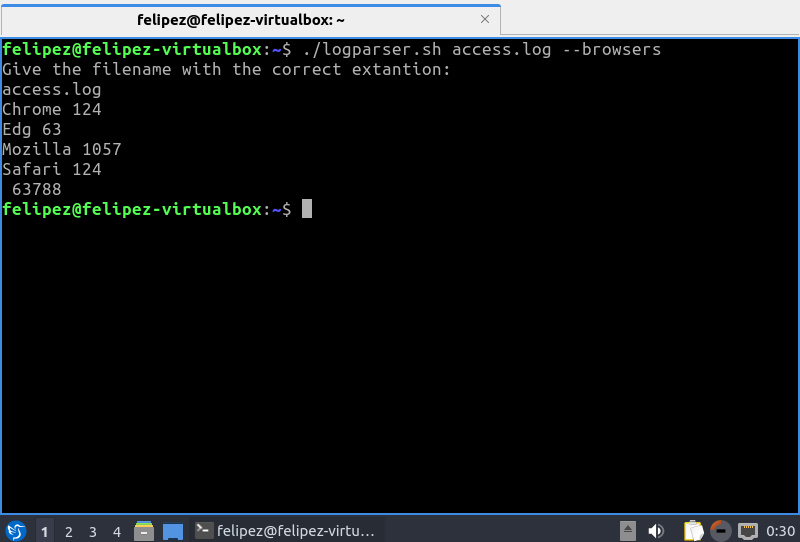 felipez@felipez-virtualbox: ~
felipez@felipez-virtualbox:~$ ./logparser.sh access.log --browsers
Give the filename with the correct extantion:
access.log
Chrome 124
Edg 63
Mozilla 1057
Safari 124
63788
felipez@felipez-virtualbox:~$
1 2 3 4 felipez@felipez-virtu... 0:30